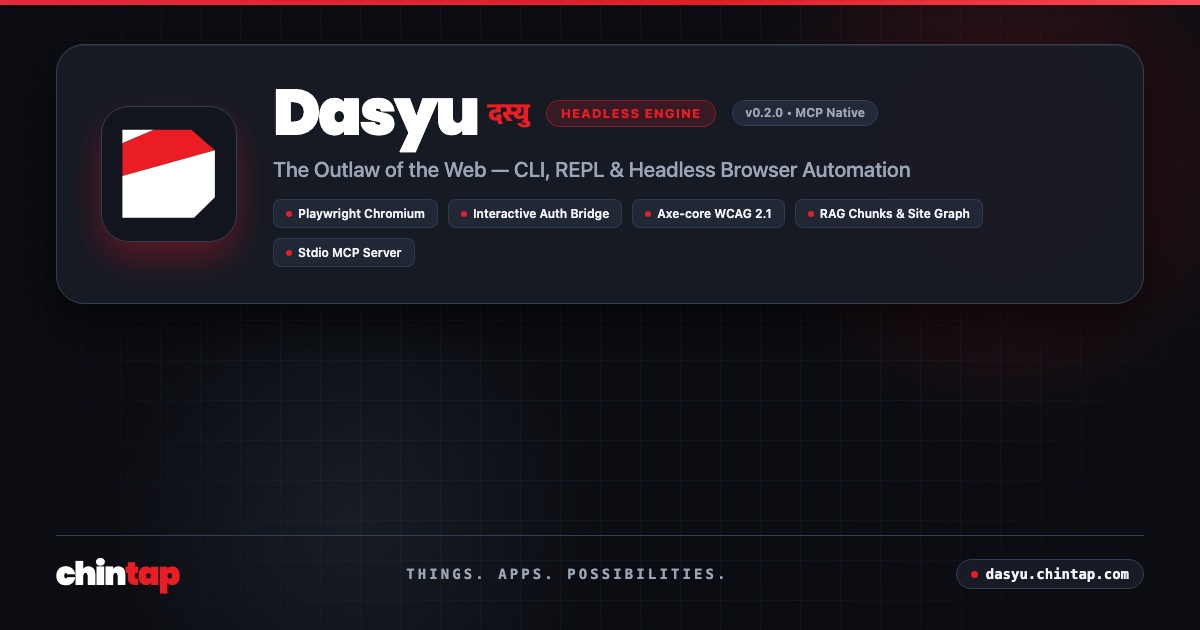 Dasyu दस्यु HEADLESS ENGINE v0.2.0 • MCP Native
The Outlaw of the Web — CLI, REPL & Headless Browser Automation
Playwright Chromium Interactive Auth Bridge Axe-core WCAG 2.1 RAG Chunks & Site Graph
Stdio MCP Server
chintap THINGS. APPS. POSSIBILITIES. dasyu.chintap.com